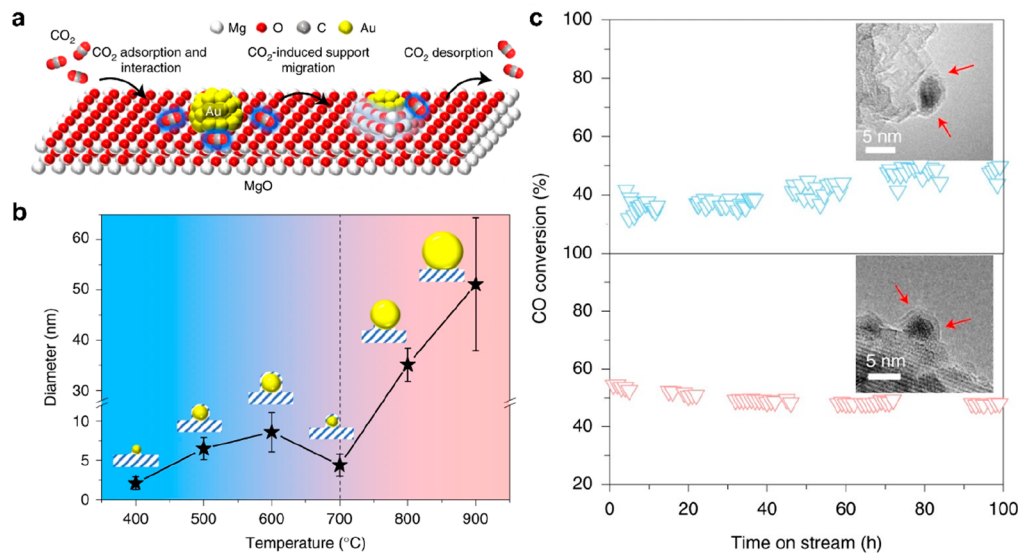 a
Mg O C Au
CO₂
CO₂ adsorption and
interaction
CO₂-induced support
migration
CO₂ desorption
Au
MgO
b
Diameter (nm)
60
50
40
30
10
5
0
400 500 600 700 800 900
Temperature (°C)
c
CO conversion (%)
100
80
60
40
100
80
60
40
20
5 nm
5 nm
0 20 40 60 80 100
Time on stream (h)